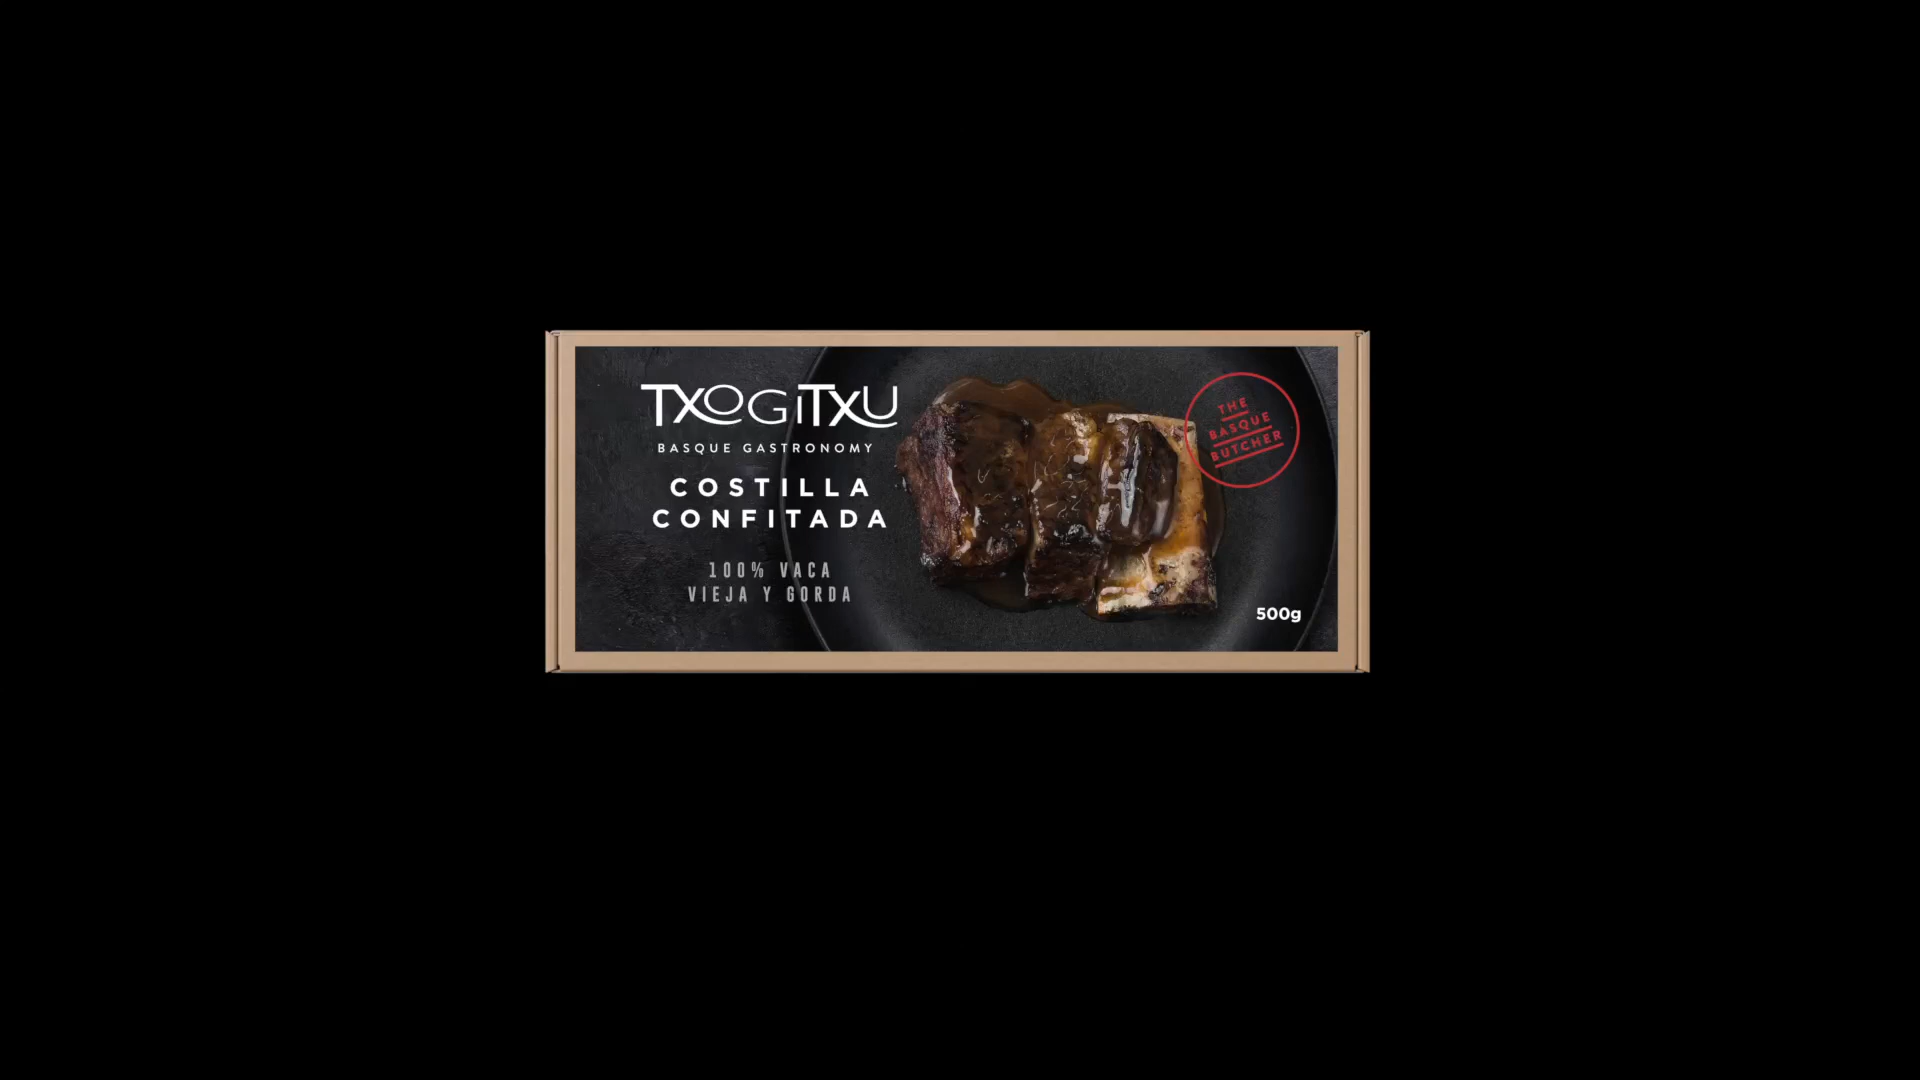 TXOGITXU
BASQUE GASTRONOMY
COSTILLA
CONFITADA
100% VACA
VIEJA Y GORDA
THE
BASQUE
BUTCHER
500g